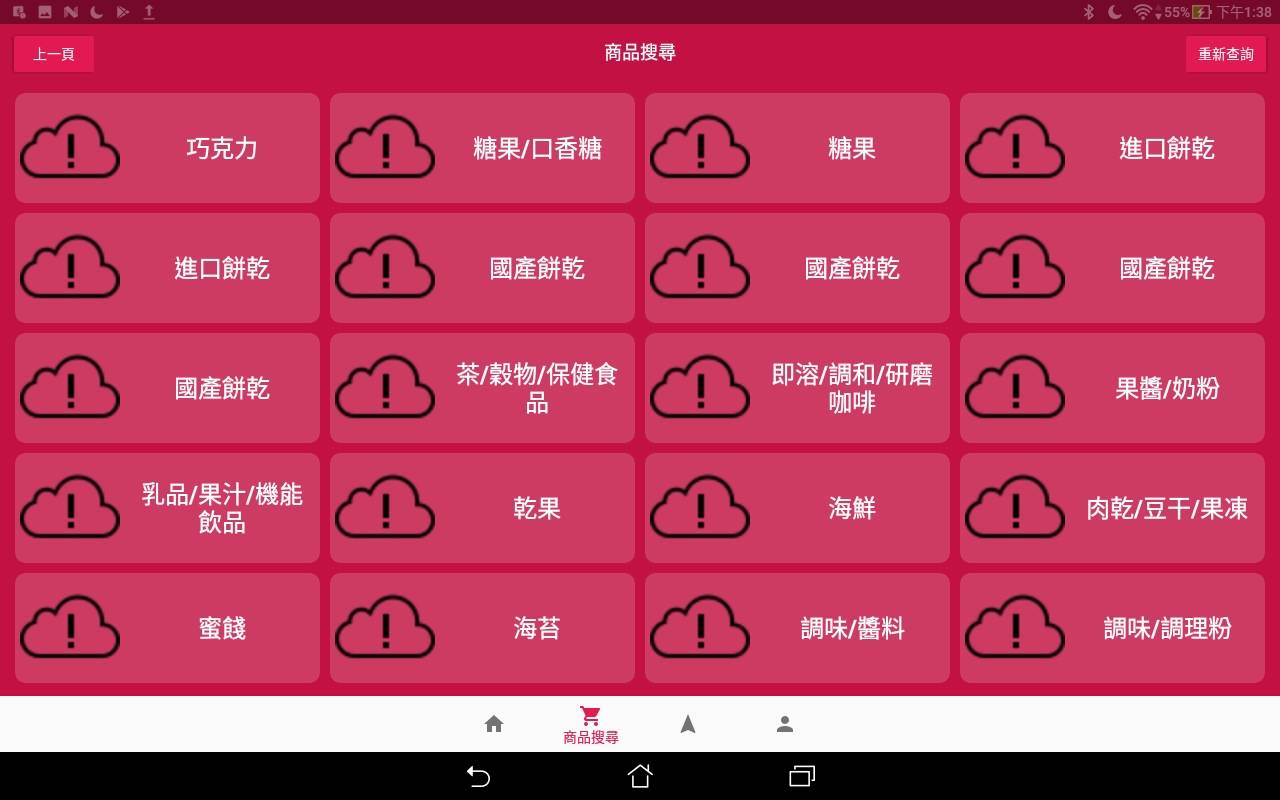 55%
下午1:38
上一頁
商品搜尋
重新查詢
巧克力
糖果/口香糖
糖果
進口餅乾
進口餅乾
國產餅乾
國產餅乾
國產餅乾
國產餅乾
茶/穀物/保健食
品
即溶/調和/研磨
咖啡
果醬/奶粉
乳品/果汁/機能
飲品
乾果
海鮮
肉乾/豆干/果凍
蜜餞
海苔
調味/醬料
調味/調理粉
商品搜尋